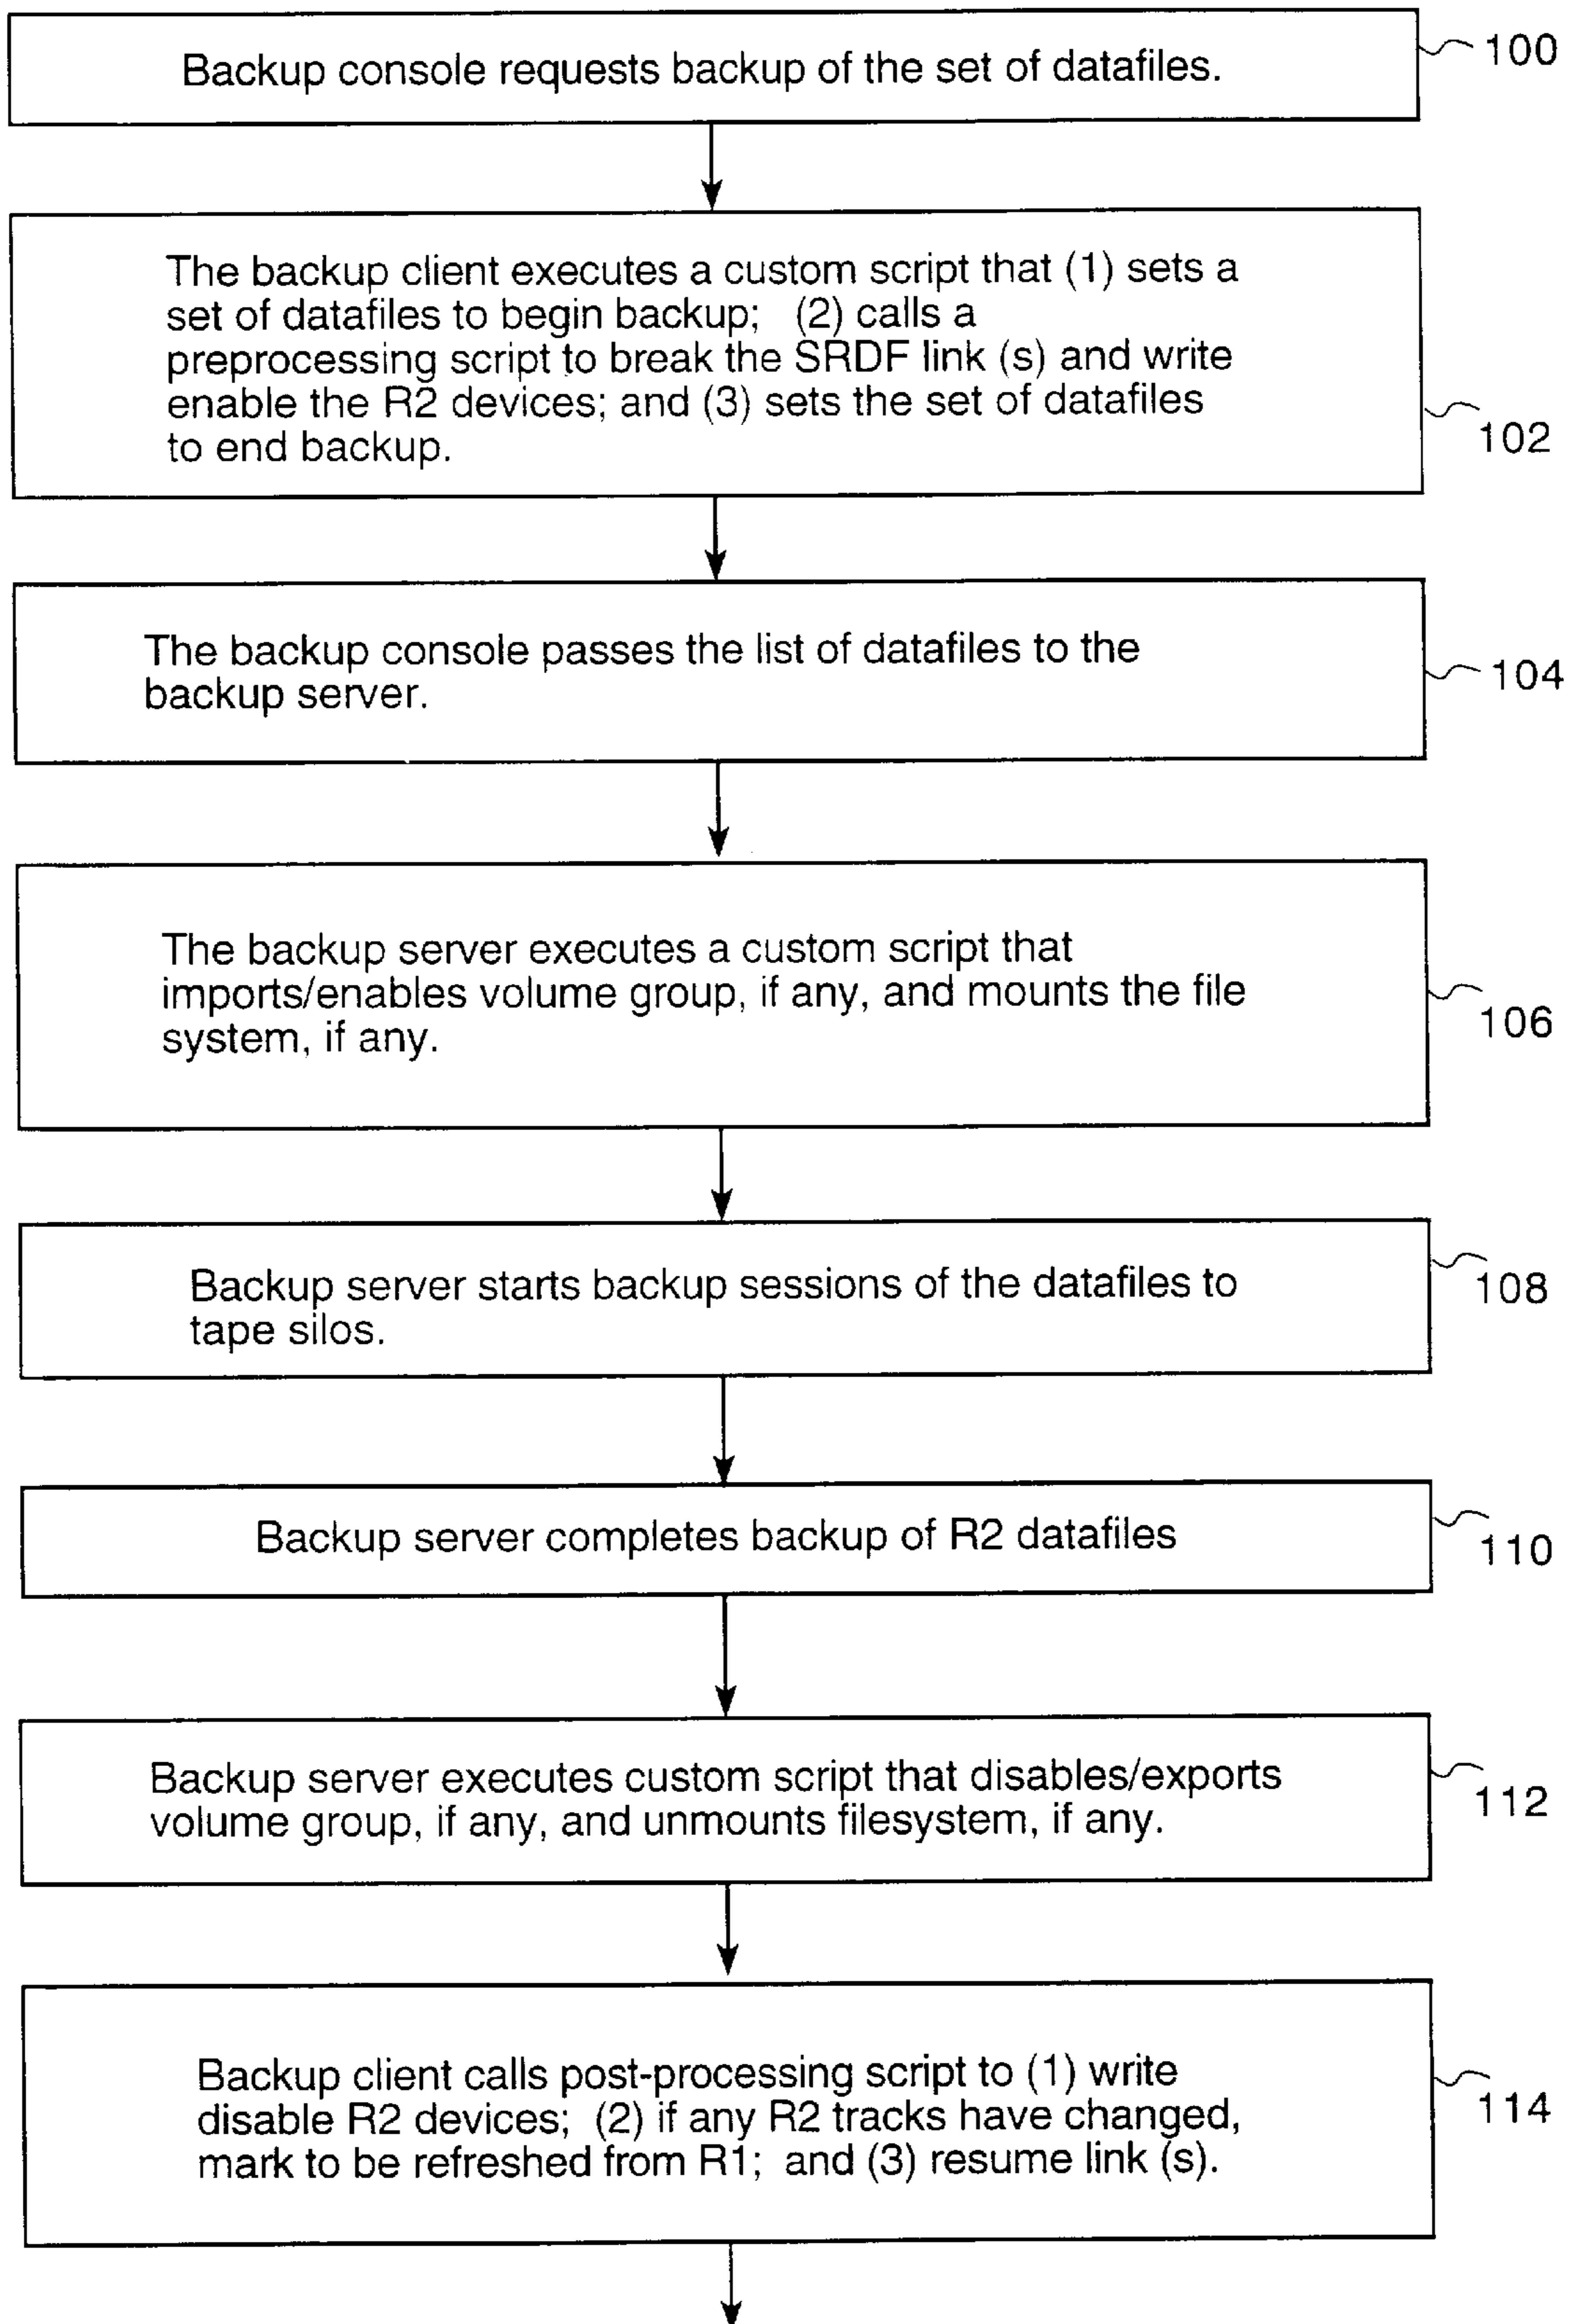 Backup console requests backup of the set of datafiles.
100
The backup client executes a custom script that (1) sets a
set of datafiles to begin backup; (2) calls a
preprocessing script to break the SRDF link (s) and write
enable the R2 devices; and (3) sets the set of datafiles
to end backup.
102
The backup console passes the list of datafiles to the
backup server.
104
The backup server executes a custom script that
imports/enables volume group, if any, and mounts the file
system, if any.
106
Backup server starts backup sessions of the datafiles to
tape silos.
108
Backup server completes backup of R2 datafiles
110
Backup server executes custom script that disables/exports
volume group, if any, and unmounts filesystem, if any.
112
Backup client calls post-processing script to (1) write
disable R2 devices; (2) if any R2 tracks have changed,
mark to be refreshed from R1; and (3) resume link (s).
114